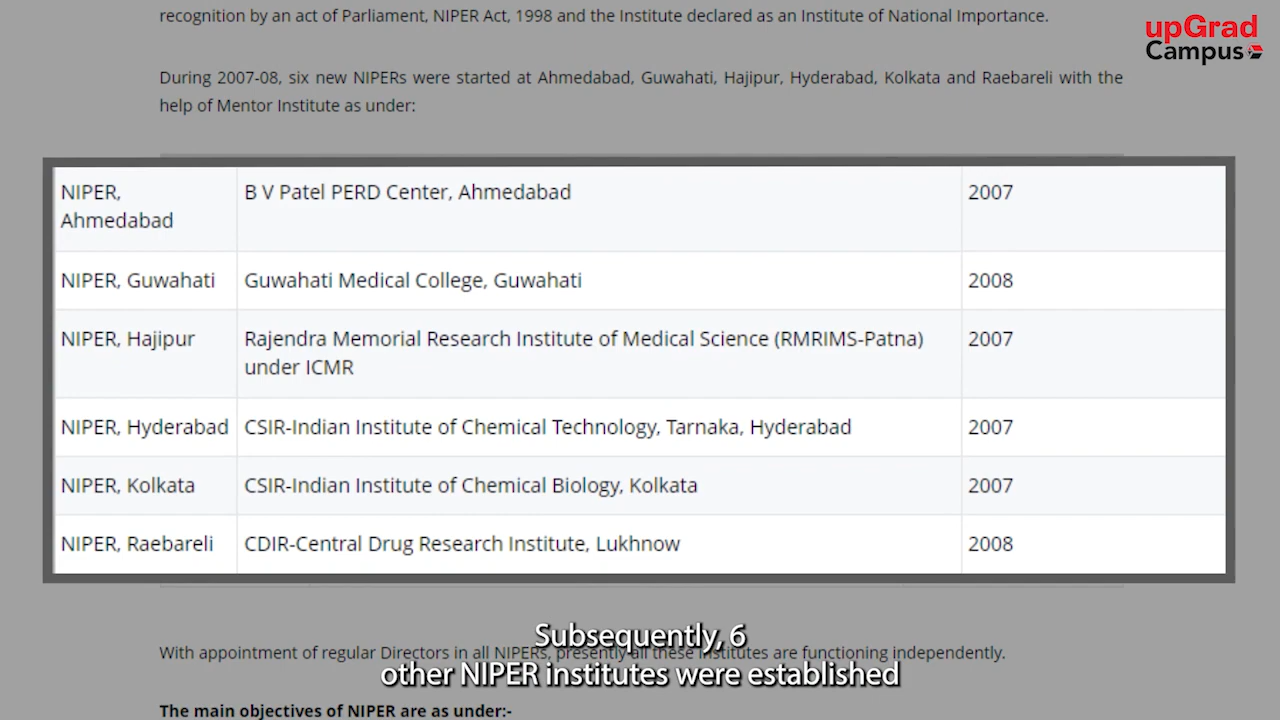 recognition by an act of Parliament, NIPER Act, 1998 and the Institute declared as an Institute of National Importance.
upGrad
Campus
During 2007-08, six new NIPERs were started at Ahmedabad, Guwahati, Hajipur, Hyderabad, Kolkata and Raebareli with the
help of Mentor Institute as under:
NIPER, Ahmedabad B V Patel PERD Center, Ahmedabad 2007
NIPER, Guwahati Guwahati Medical College, Guwahati 2008
NIPER, Hajipur Rajendra Memorial Research Institute of Medical Science (RMRIMS-Patna) 2007
under ICMR
NIPER, Hyderabad CSIR-Indian Institute of Chemical Technology, Tarnaka, Hyderabad 2007
NIPER, Kolkata CSIR-Indian Institute of Chemical Biology, Kolkata 2007
NIPER, Raebareli CDIR-Central Drug Research Institute, Lukhnow 2008
With appointment of regular Directors in all NIPERs, presently all these institutes are functioning independently.
Subsequently, 6
other NIPER institutes were established
The main objectives of NIPER are as under:-